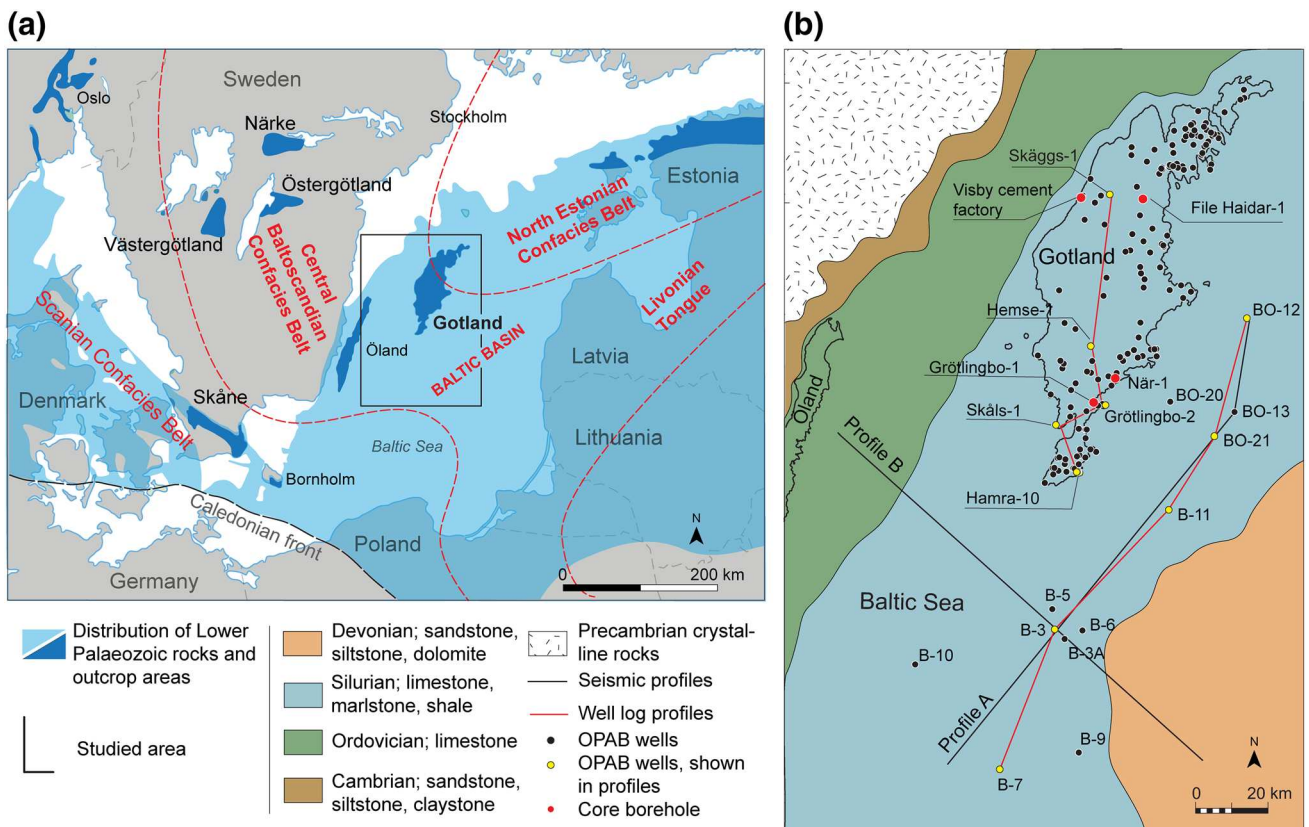 (a)
Oslo
Sweden
Stockholm
Närke
Östergötland
Västergötland
Central
Baltoscandian
Confacies Belt
North Estonian
Confacies Belt
Estonia
Livonian
Tongue
Scanian Confacies Belt
Gotland
Öland
BALTIC BASIN
Latvia
Denmark
Skåne
Baltic Sea
Lithuania
Bornholm
Caledonian front
Poland
Germany
N
0
200 km
Distribution of Lower
Palaeozoic rocks and
outcrop areas
Studied area
Devonian; sandstone,
siltstone, dolomite
Silurian; limestone,
marlstone, shale
Ordovician; limestone
Cambrian; sandstone,
siltstone, claystone
Precambrian crystal-
line rocks
Seismic profiles
Well log profiles
OPAB wells
OPAB wells, shown
in profiles
Core borehole
(b)
Skäggs-1
Visby cement
factory
File Haidar-1
Gotland
Hemse-1
BO-12
Grötlingbo-1
När-1
BO-20
Skåls-1
Grötlingbo-2
BO-13
BO-21
Öland
Profile B
Hamra-10
B-11
Baltic Sea
B-5
B-3
B-6
B-3A
B-10
Profile A
B-9
B-7
N
0
20 km